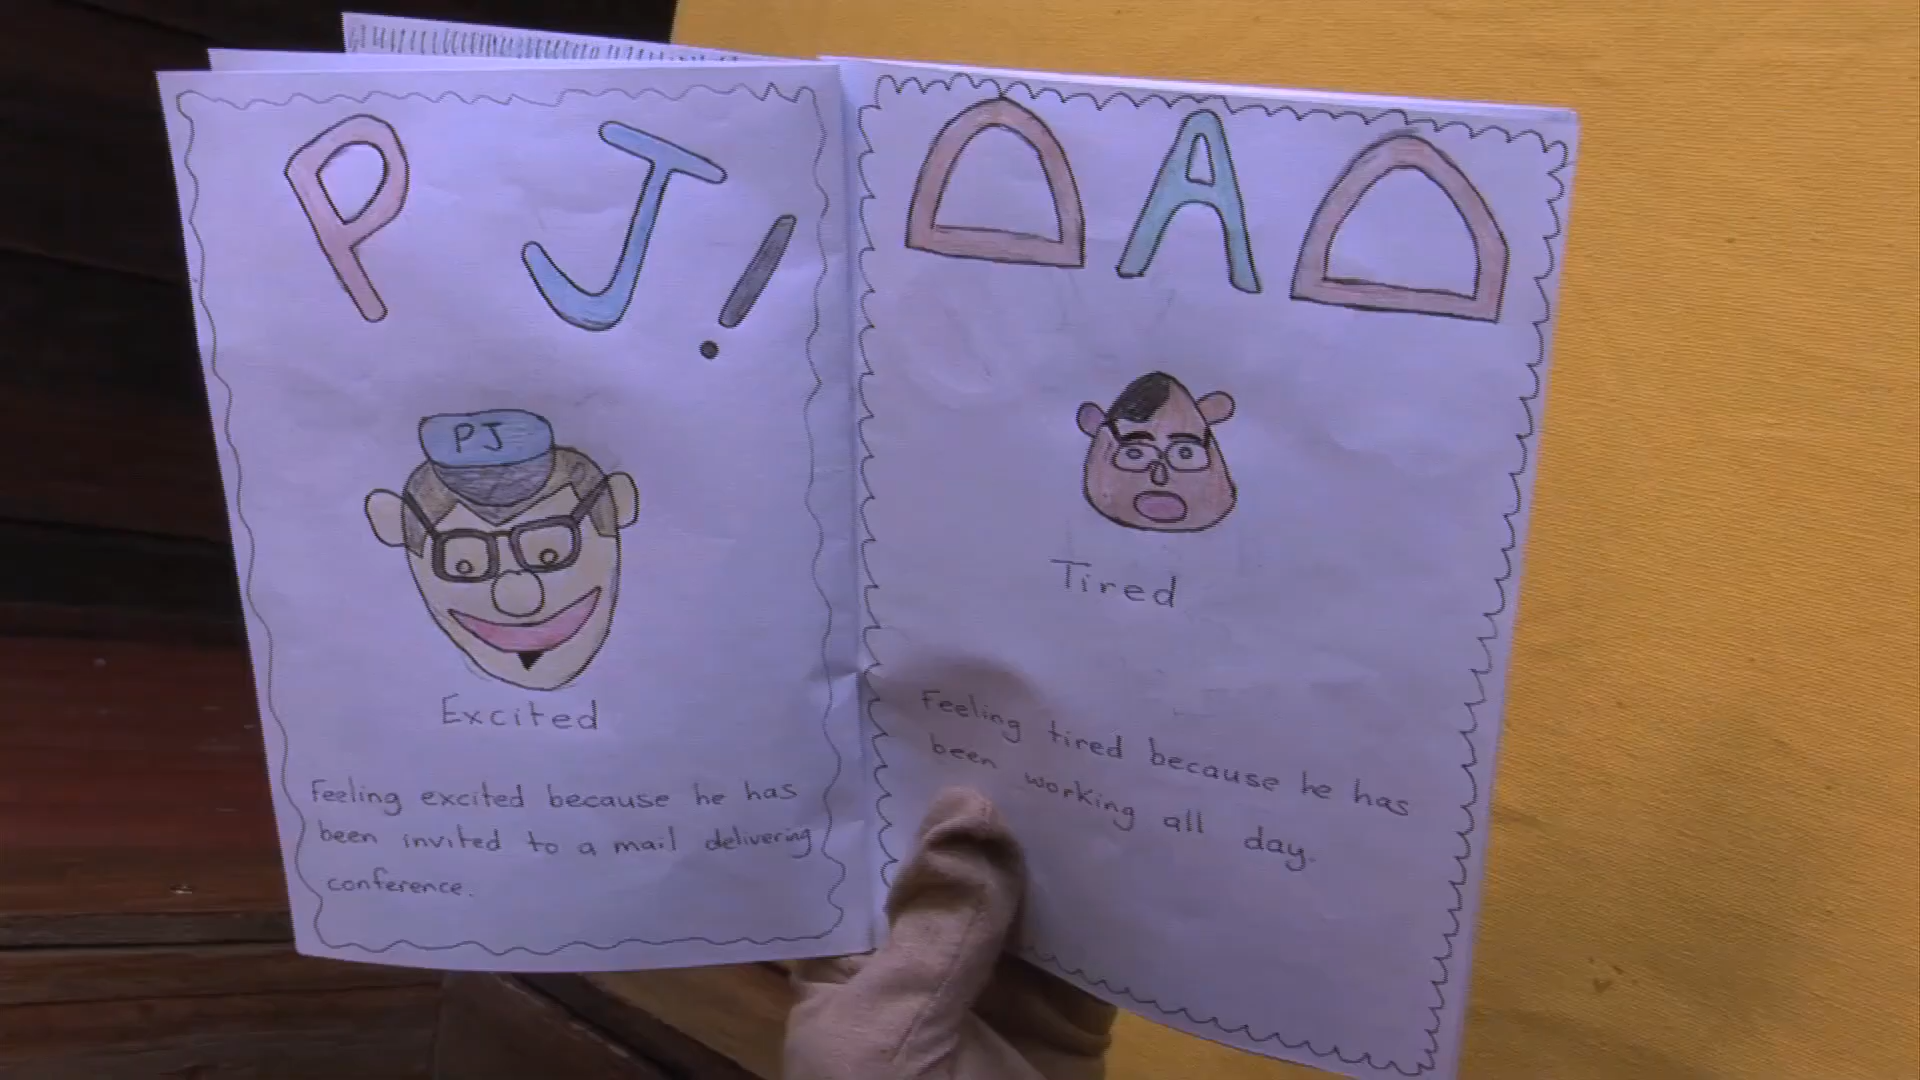 PJ!
PJ
Excited
Feeling excited because he has
been invited to a mail delivering
conference.
DAD
Tired
Feeling tired because he has
been working all day.